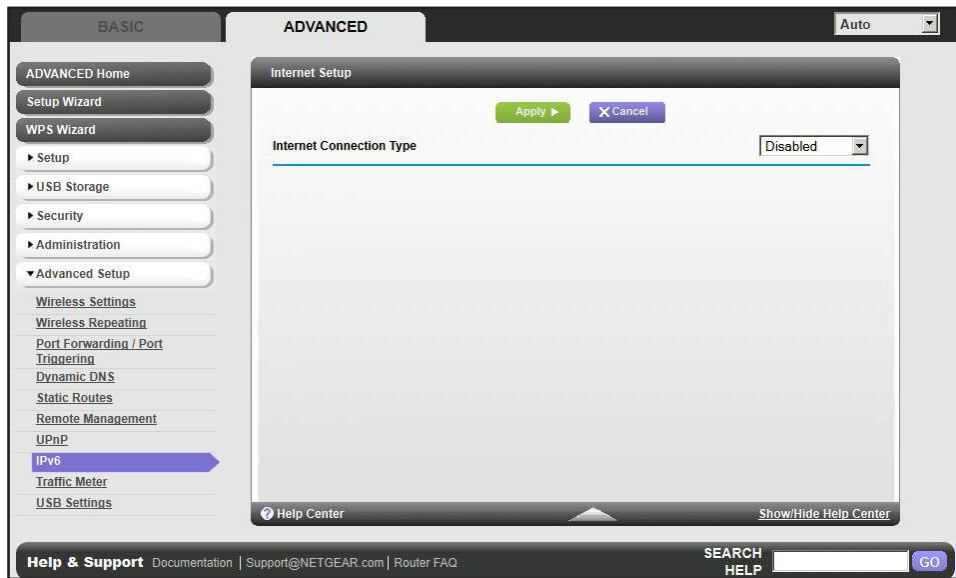 BASIC
ADVANCED
Auto
ADVANCED Home
Setup Wizard
WPS Wizard
Setup
USB Storage
Security
Administration
Advanced Setup
Wireless Settings
Wireless Repeating
Port Forwarding / Port
Triggering
Dynamic DNS
Static Routes
Remote Management
UPnP
IPv6
Traffic Meter
USB Settings
Internet Setup
Apply
X Cancel
Internet Connection Type
Disabled
? Help Center
Show/Hide Help Center
Help & Support Documentation | Support@NETGEAR.com | Router FAQ
SEARCH
HELP
GO